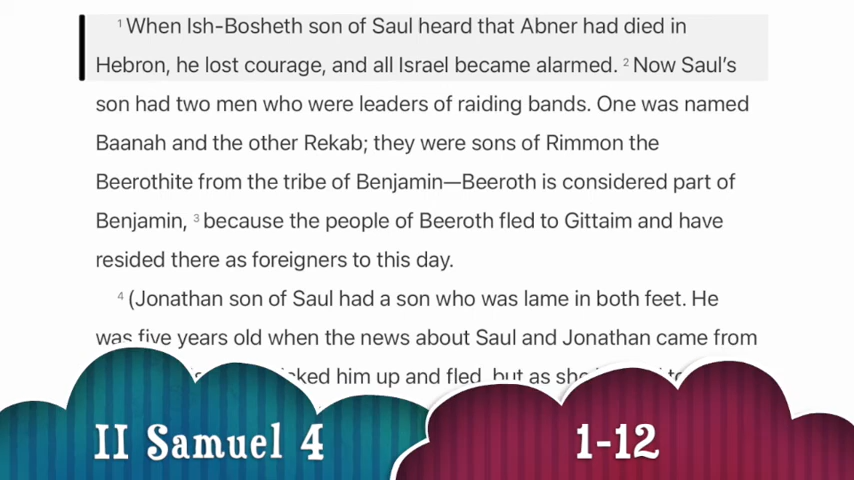 1 When Ish-Bosheth son of Saul heard that Abner had died in
Hebron, he lost courage, and all Israel became alarmed. 2 Now Saul’s
son had two men who were leaders of raiding bands. One was named
Baanah and the other Rekab; they were sons of Rimmon the
Beerothite from the tribe of Benjamin—Beeroth is considered part of
Benjamin, 3 because the people of Beeroth fled to Gittaim and have
resided there as foreigners to this day.
4 (Jonathan son of Saul had a son who was lame in both feet. He
was five years old when the news about Saul and Jonathan came from
him up and fled, but as she
II Samuel 4
1-12